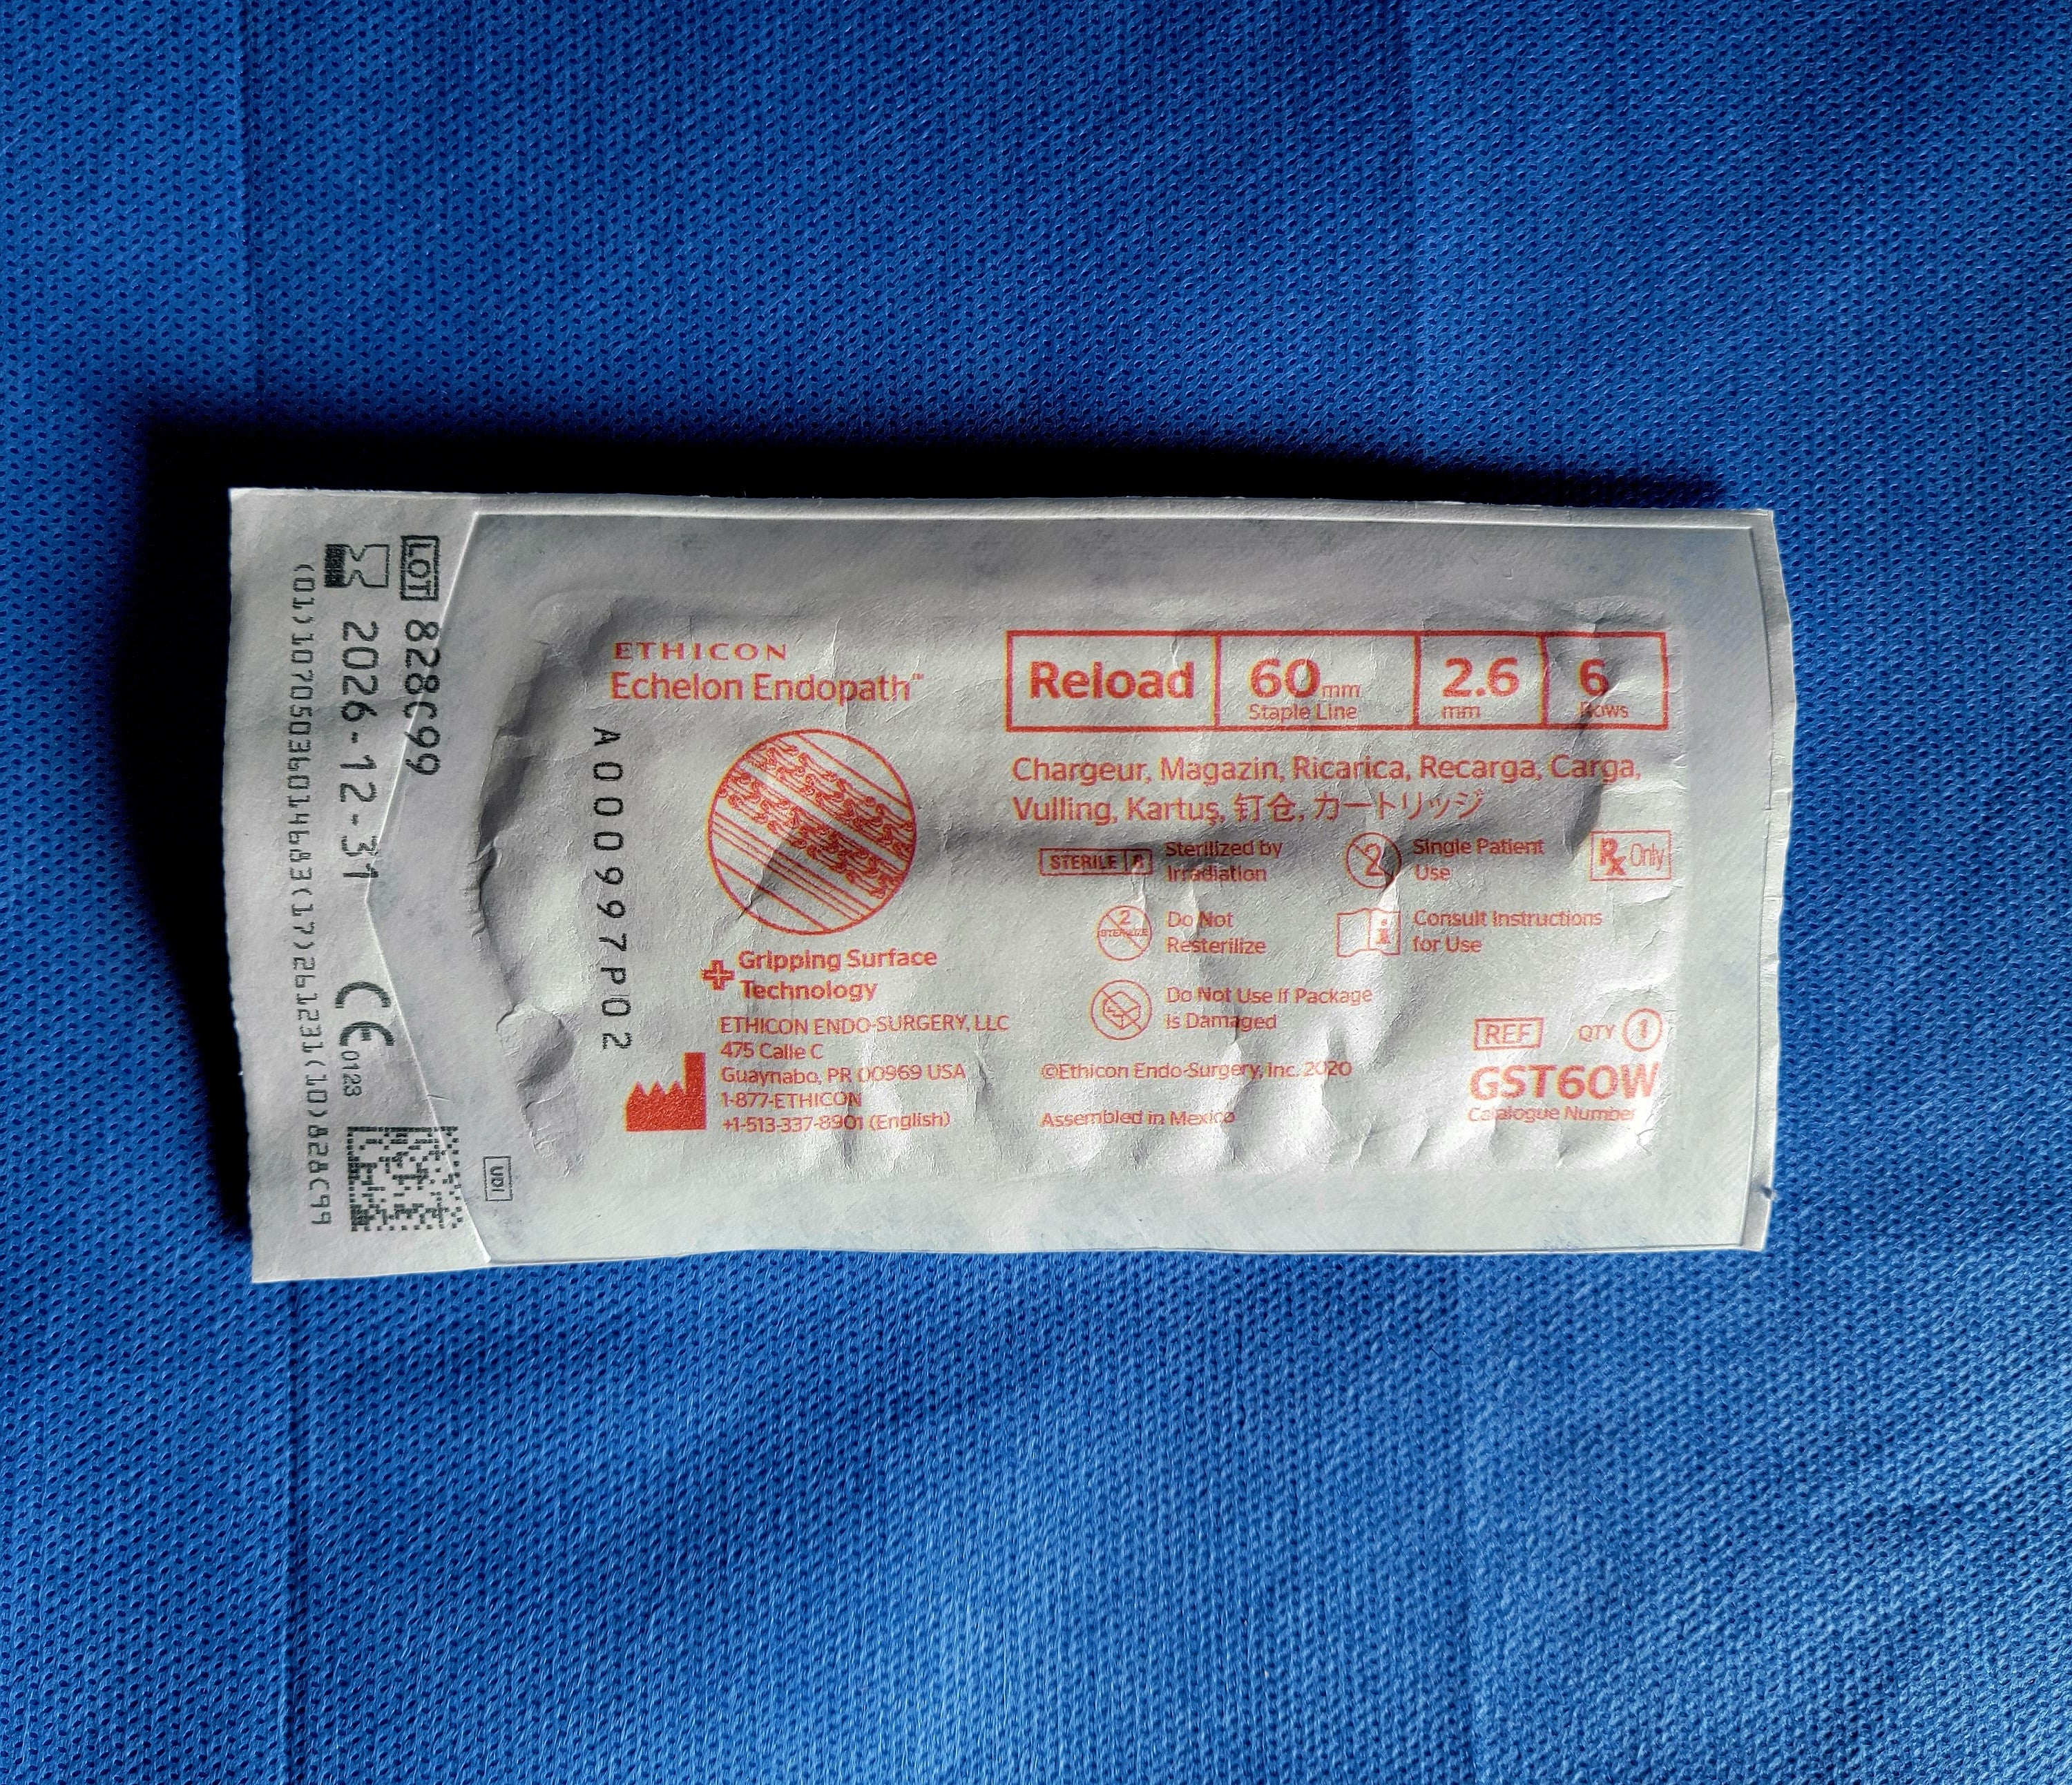 LOT 828C99
2026-12-31
(01)10705036014683(17)261231(10)828C99
CE 0123
UDI
A000997P02
ETHICON
Echelon Endopath™
Reload
60 mm
Staple Line
2.6
mm
6
Rows
Chargeur, Magazin, Ricarica, Recarga, Carga,
Vulling, Kartuş, 钉仓, カートリッジ
STERILE R
Sterilized by
Irradiation
2
Single Patient
Use
Rx Only
2
STERILIZE
Do Not
Resterilize
i
Consult Instructions
for Use
Do Not Use If Package
is Damaged
Gripping Surface
Technology
ETHICON ENDO-SURGERY, LLC
475 Calle C
Guaynabo, PR 00969 USA
1-877-ETHICON
+1-513-337-8901 (English)
©Ethicon Endo-Surgery, Inc. 2020
Assembled in Mexico
REF
QTY 1
GST60W
Catalogue Number